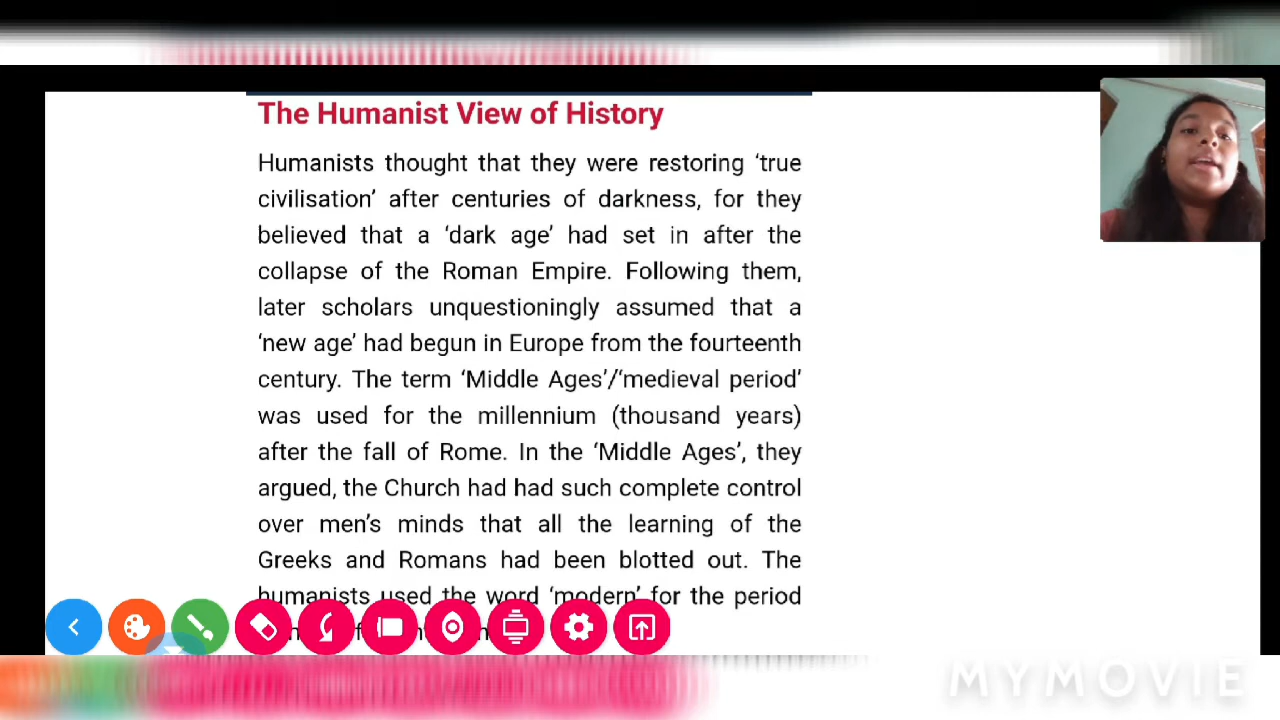 The Humanist View of History
Humanists thought that they were restoring ‘true
civilisation’ after centuries of darkness, for they
believed that a ‘dark age’ had set in after the
collapse of the Roman Empire. Following them,
later scholars unquestioningly assumed that a
‘new age’ had begun in Europe from the fourteenth
century. The term ‘Middle Ages’/‘medieval period’
was used for the millennium (thousand years)
after the fall of Rome. In the ‘Middle Ages’, they
argued, the Church had had such complete control
over men’s minds that all the learning of the
Greeks and Romans had been blotted out. The
humanists used the word ‘modern’ for the period
MYMOVIE